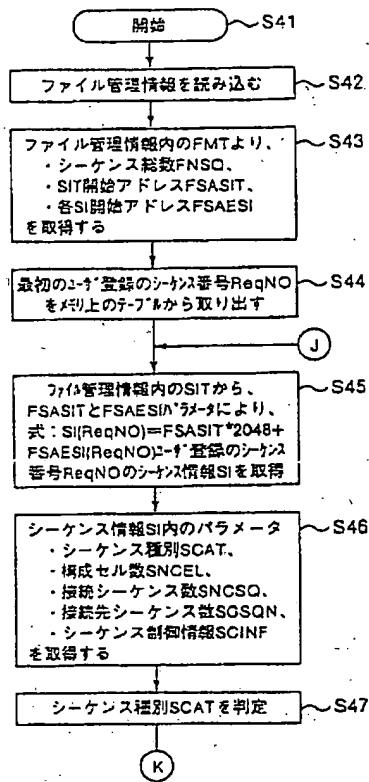 開始
S41
ファイル管理情報を読み込む
S42
ファイル管理情報内のFMTより、
・シーケンス総数FNSQ、
・SIT開始アドレスFSASIT、
・各SI開始アドレスFSAESI
を取得する
S43
最初のユーザ登録のシーケンス番号ReqNO
をメモリ上のテーブルから取り出す
S44
J
ファイル管理情報内のSITから、
FSASITとFSAESIパラメータにより、
式：SI(ReqNO)=FSASIT*2048+
FSAESI(ReqNO)ユーザ登録のシーケンス
番号ReqNOのシーケンス情報SIを取得
S45
シーケンス情報SI内のパラメータ
・シーケンス種別SCAT、
・構成セル数SNCEL、
・接続シーケンス数SNCSQ、
・接続先シーケンス数SGSQN、
・シーケンス制御情報SCINF
を取得する
S46
シーケンス種別SCATを判定
S47
K